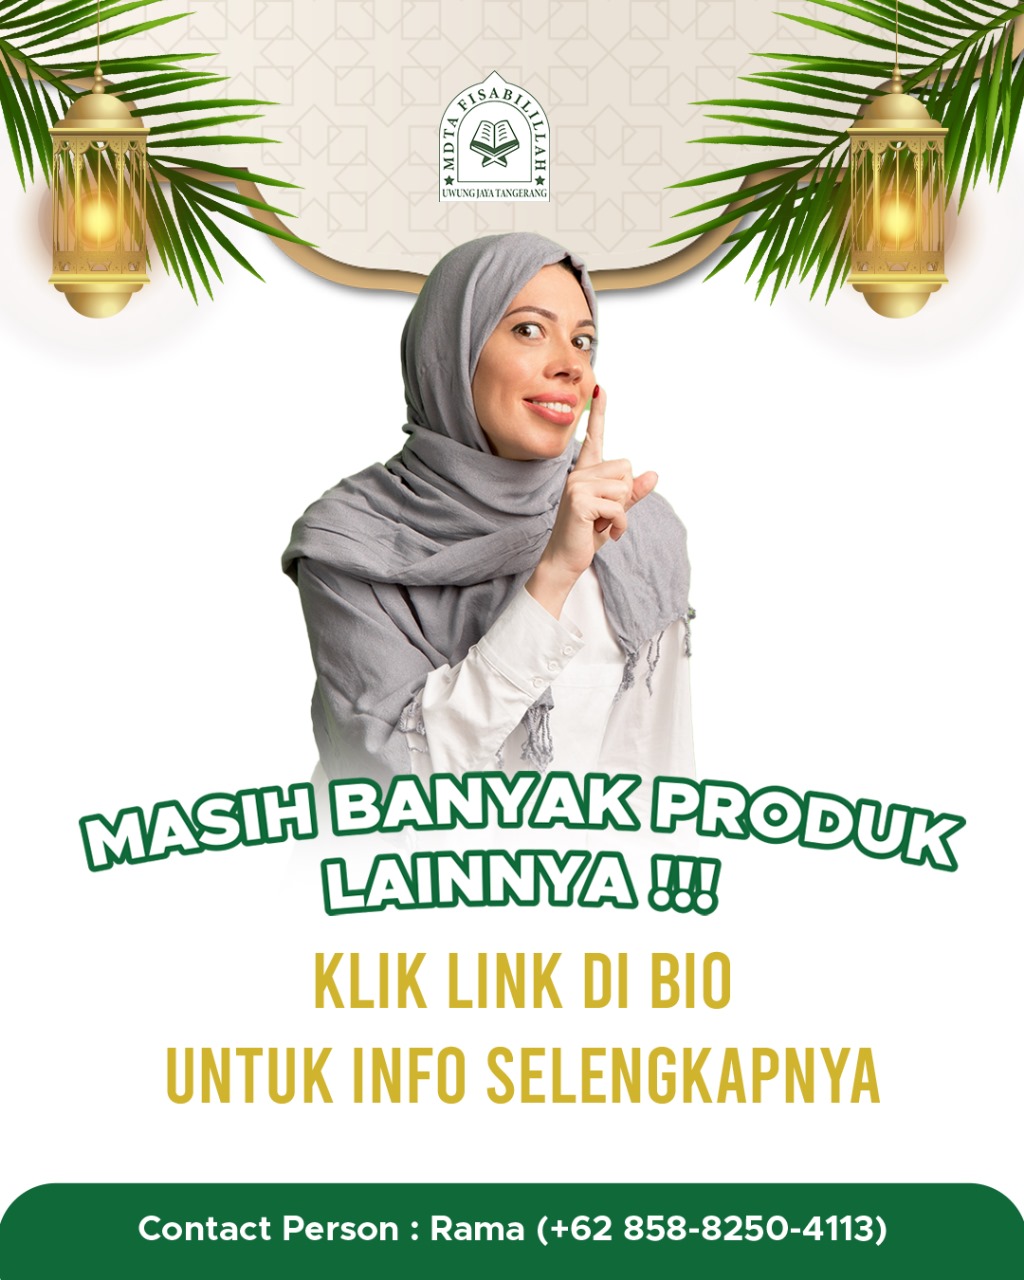 MDTA FISABILILLAH
UWUNG JAYA TANGERANG
MASIH BANYAK PRODUK
LAINNYA !!!
KLIK LINK DI BIO
UNTUK INFO SELENGKAPNYA
Contact Person : Rama (+62 858-8250-4113)